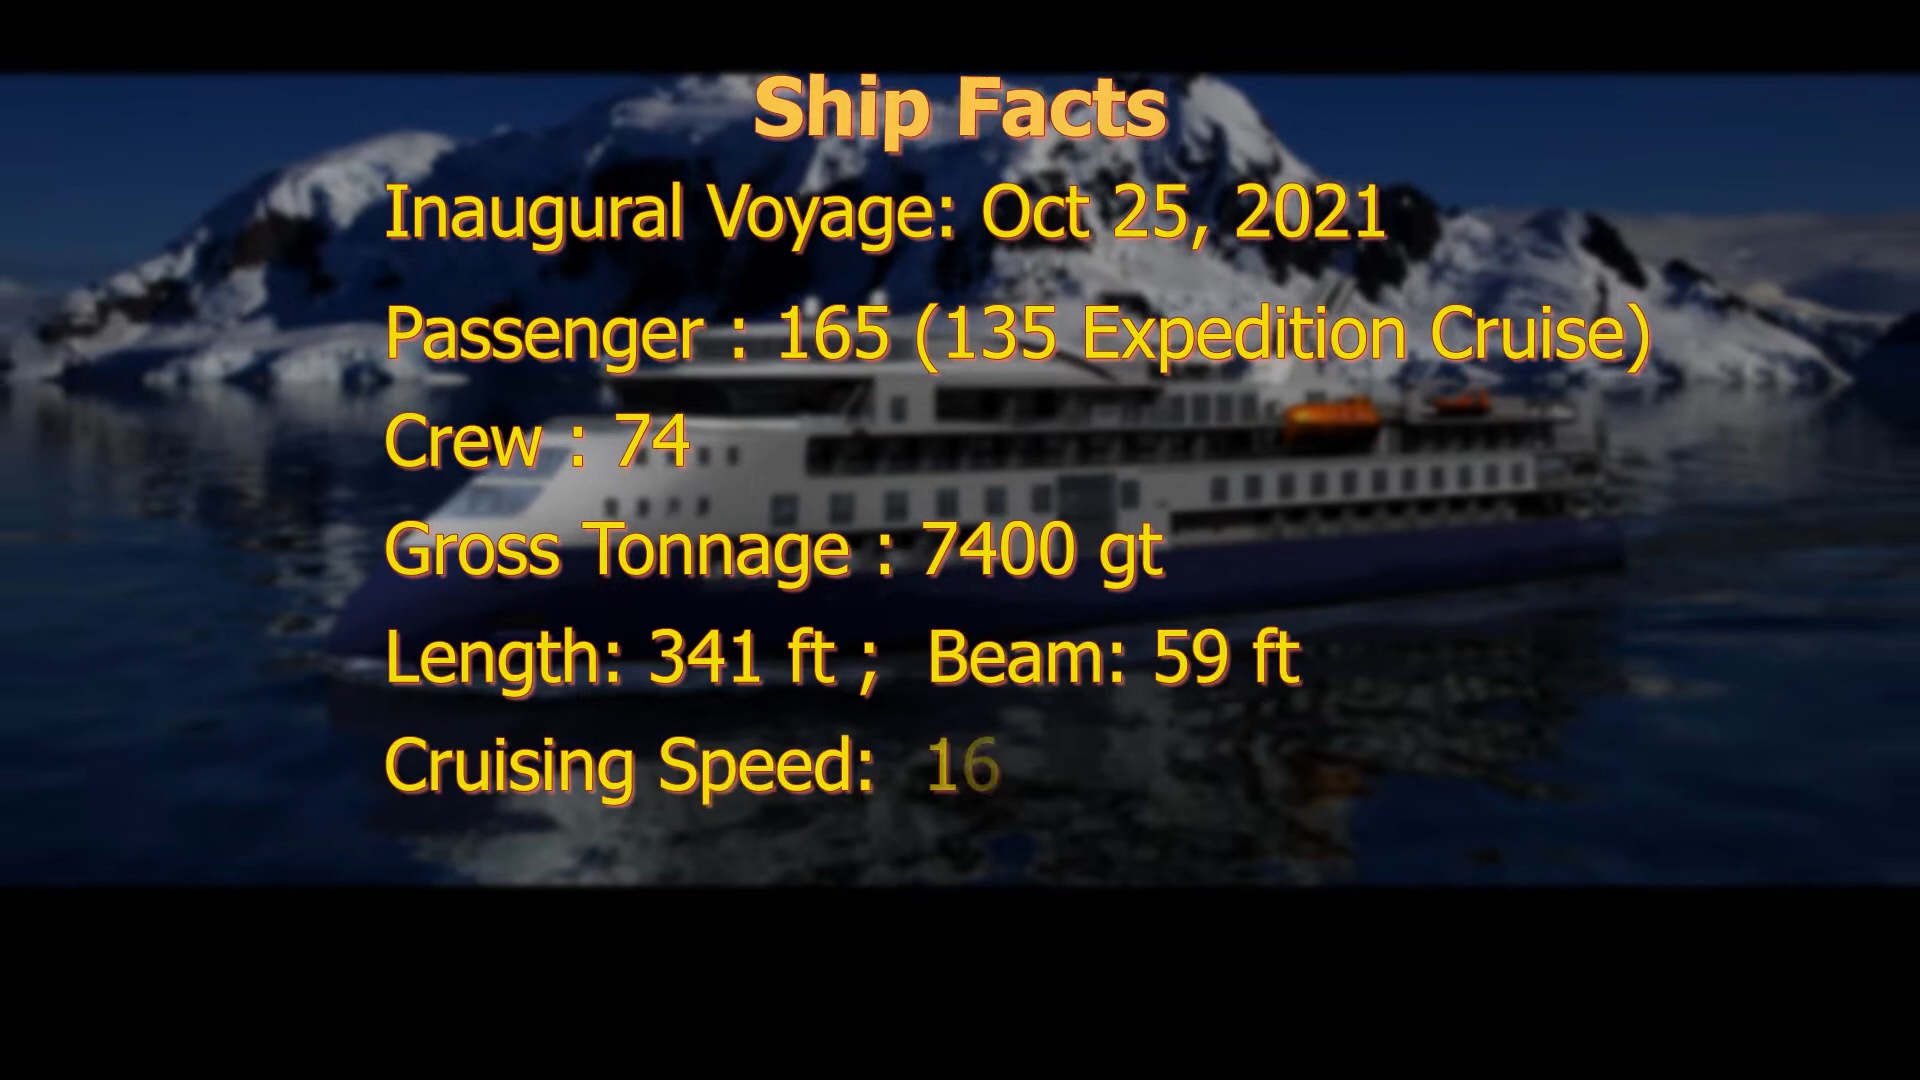 Ship Facts
Inaugural Voyage: Oct 25, 2021
Passenger : 165 (135 Expedition Cruise)
Crew : 74
Gross Tonnage : 7400 gt
Length: 341 ft ; Beam: 59 ft
Cruising Speed: 16